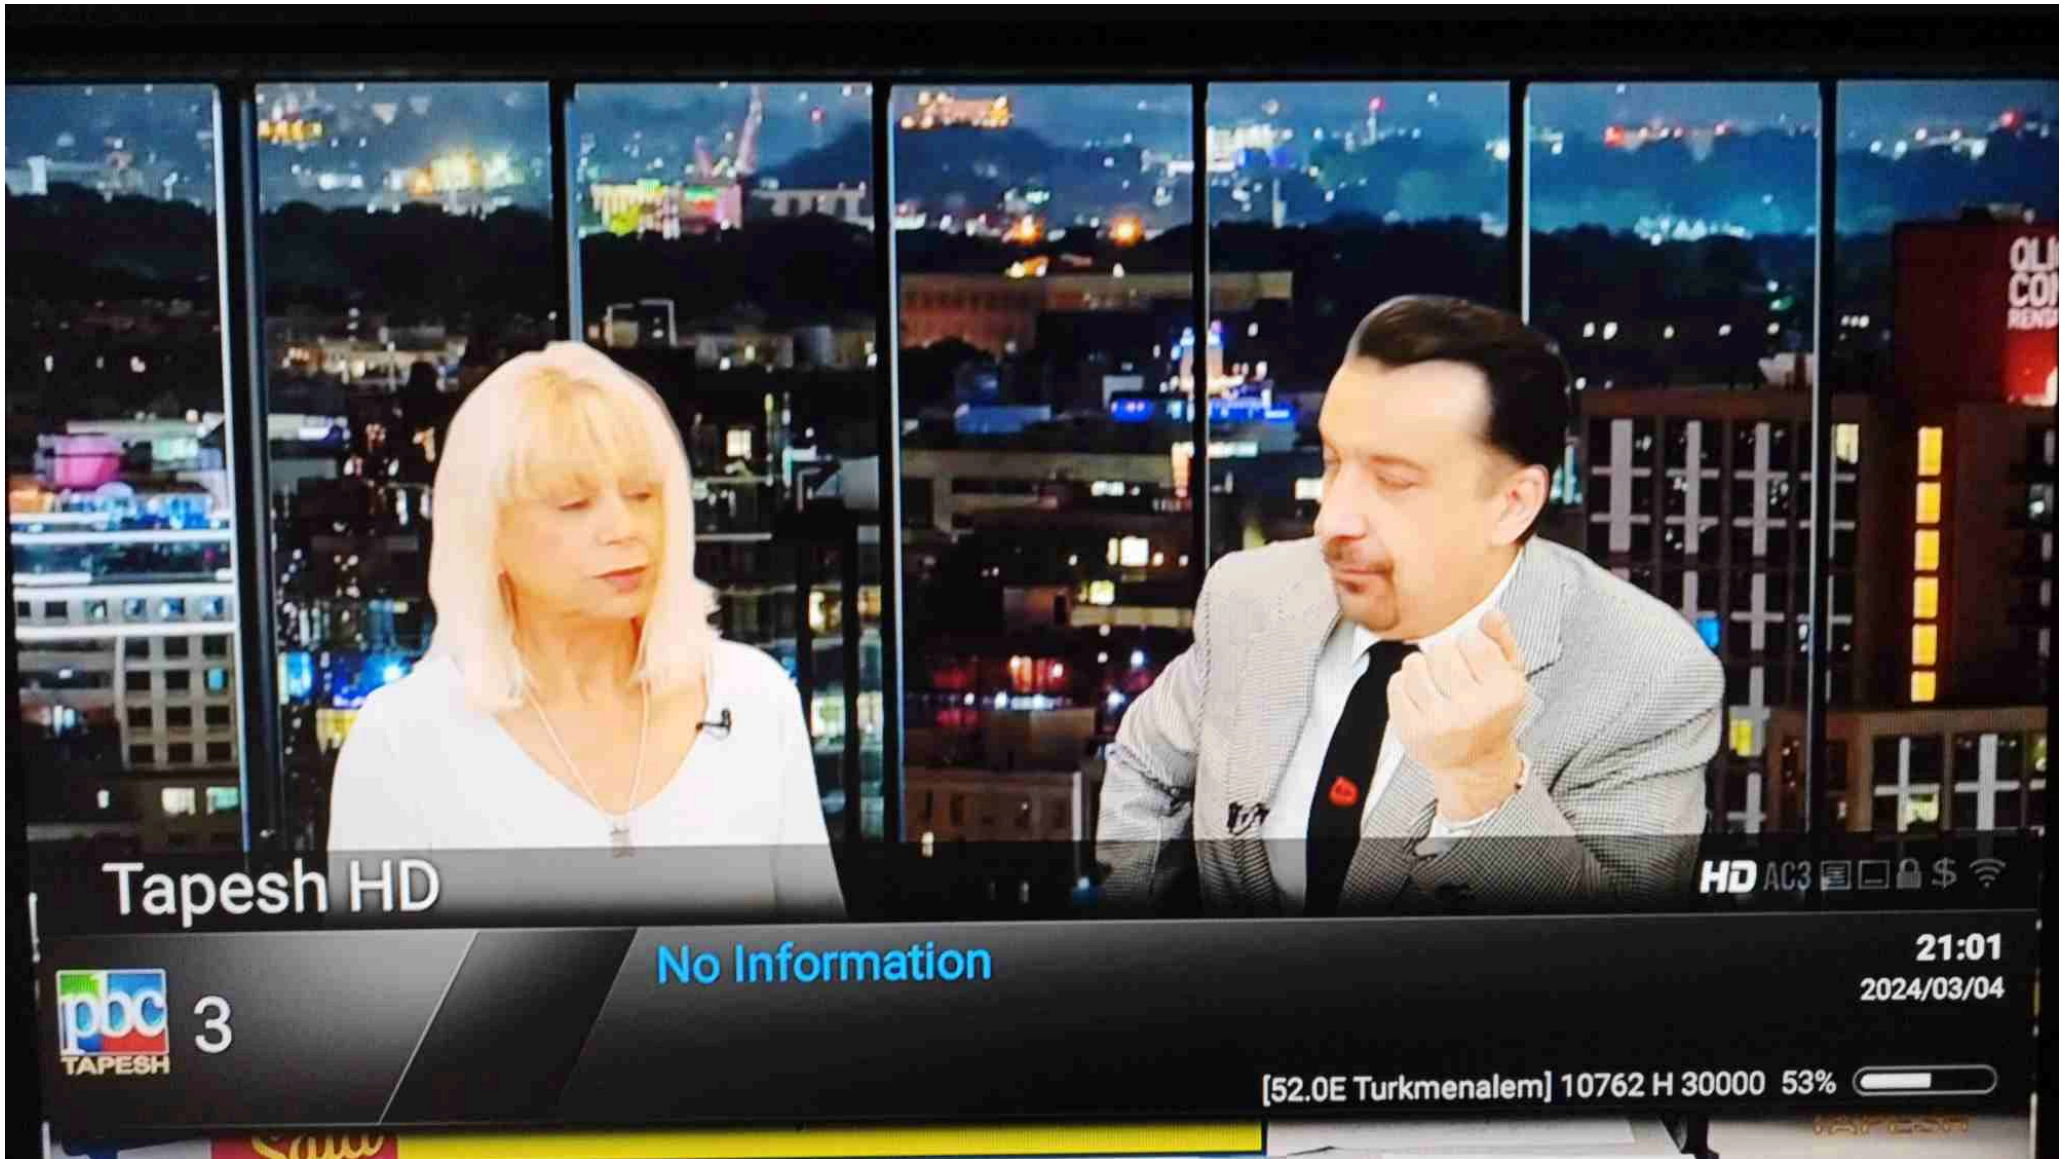 Tapesh HD
HD AC3 $
No Information
21:01
2024/03/04
pbc
TAPESH
3
[52.0E Turkmenalem] 10762 H 30000 53%
TAPESH